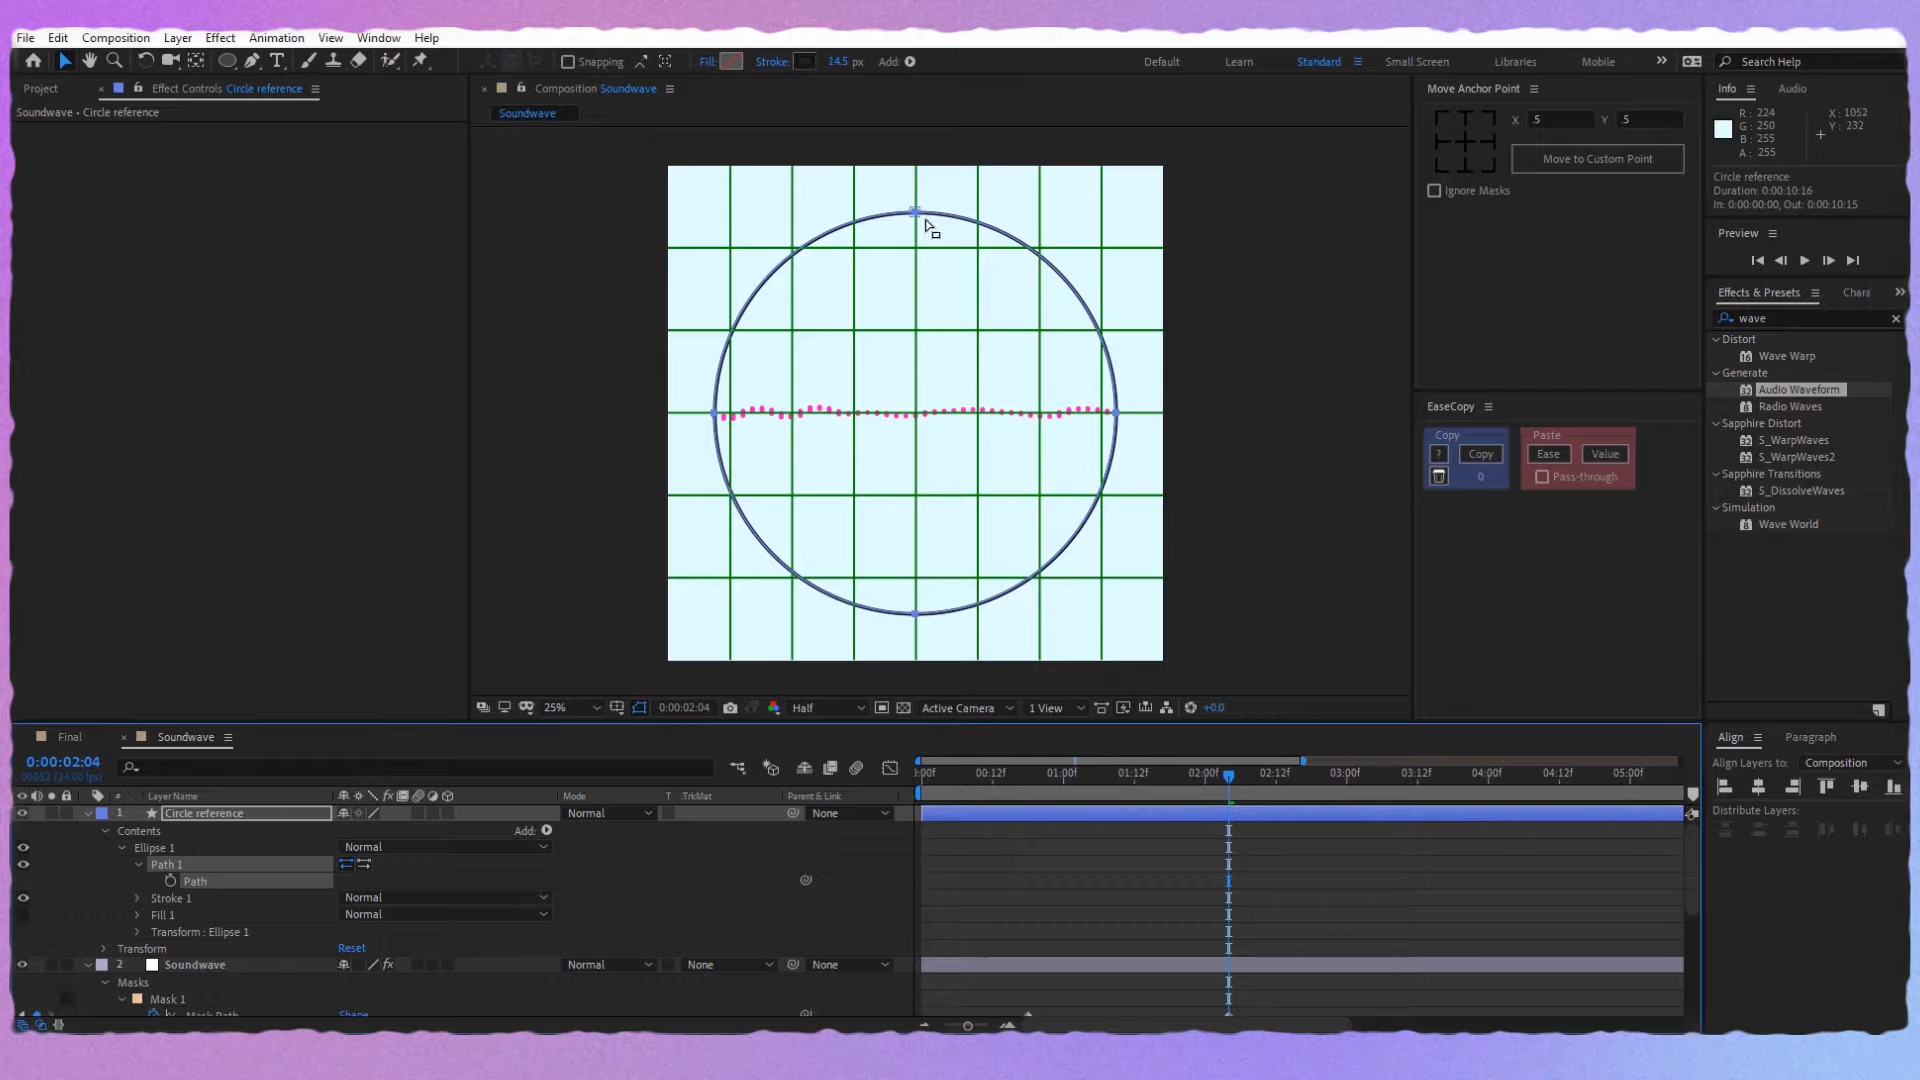 File Edit Composition Layer Effect Animation View Window Help
Snapping Fill: Stroke: 14.5 px Add: Default Learn Standard Small Screen Libraries Mobile Search Help
Project Effect Controls Circle reference
Soundwave • Circle reference
Composition Soundwave
Soundwave
Move Anchor Point
X .5 Y .5
Move to Custom Point
Ignore Masks
Info Audio
R : 224
G : 250
B : 255
A : 255
X : 1052
Y : 232
Circle reference
Duration: 0:00:10:16
In: 0:00:00:00, Out: 0:00:10:15
Preview
Effects & Presets Chara
wave
Distort
Wave Warp
Generate
Audio Waveform
Radio Waves
Sapphire Distort
S_WarpWaves
S_WarpWaves2
Sapphire Transitions
S_DissolveWaves
Simulation
Wave World
EaseCopy
Copy
? Copy
0
Paste
Ease Value
Pass-through
25% 0:00:02:04 Half Active Camera 1 View +0.0
Final Soundwave
0:00:02:04
00052 (24.00 fps)
:00f 00:12f 01:00f 01:12f 02:00f 02:12f 03:00f 03:12f 04:00f 04:12f 05:00f
# Layer Name fx Mode T .TrkMat Parent & Link
1 Circle reference Normal None
Contents Add:
Ellipse 1 Normal
Path 1
Path
Stroke 1 Normal
Fill 1 Normal
Transform : Ellipse 1
Transform Reset
2 Soundwave fx Normal None None
Masks
Mask 1
Mask Path Shape
Align Paragraph
Align Layers to: Composition
Distribute Layers: